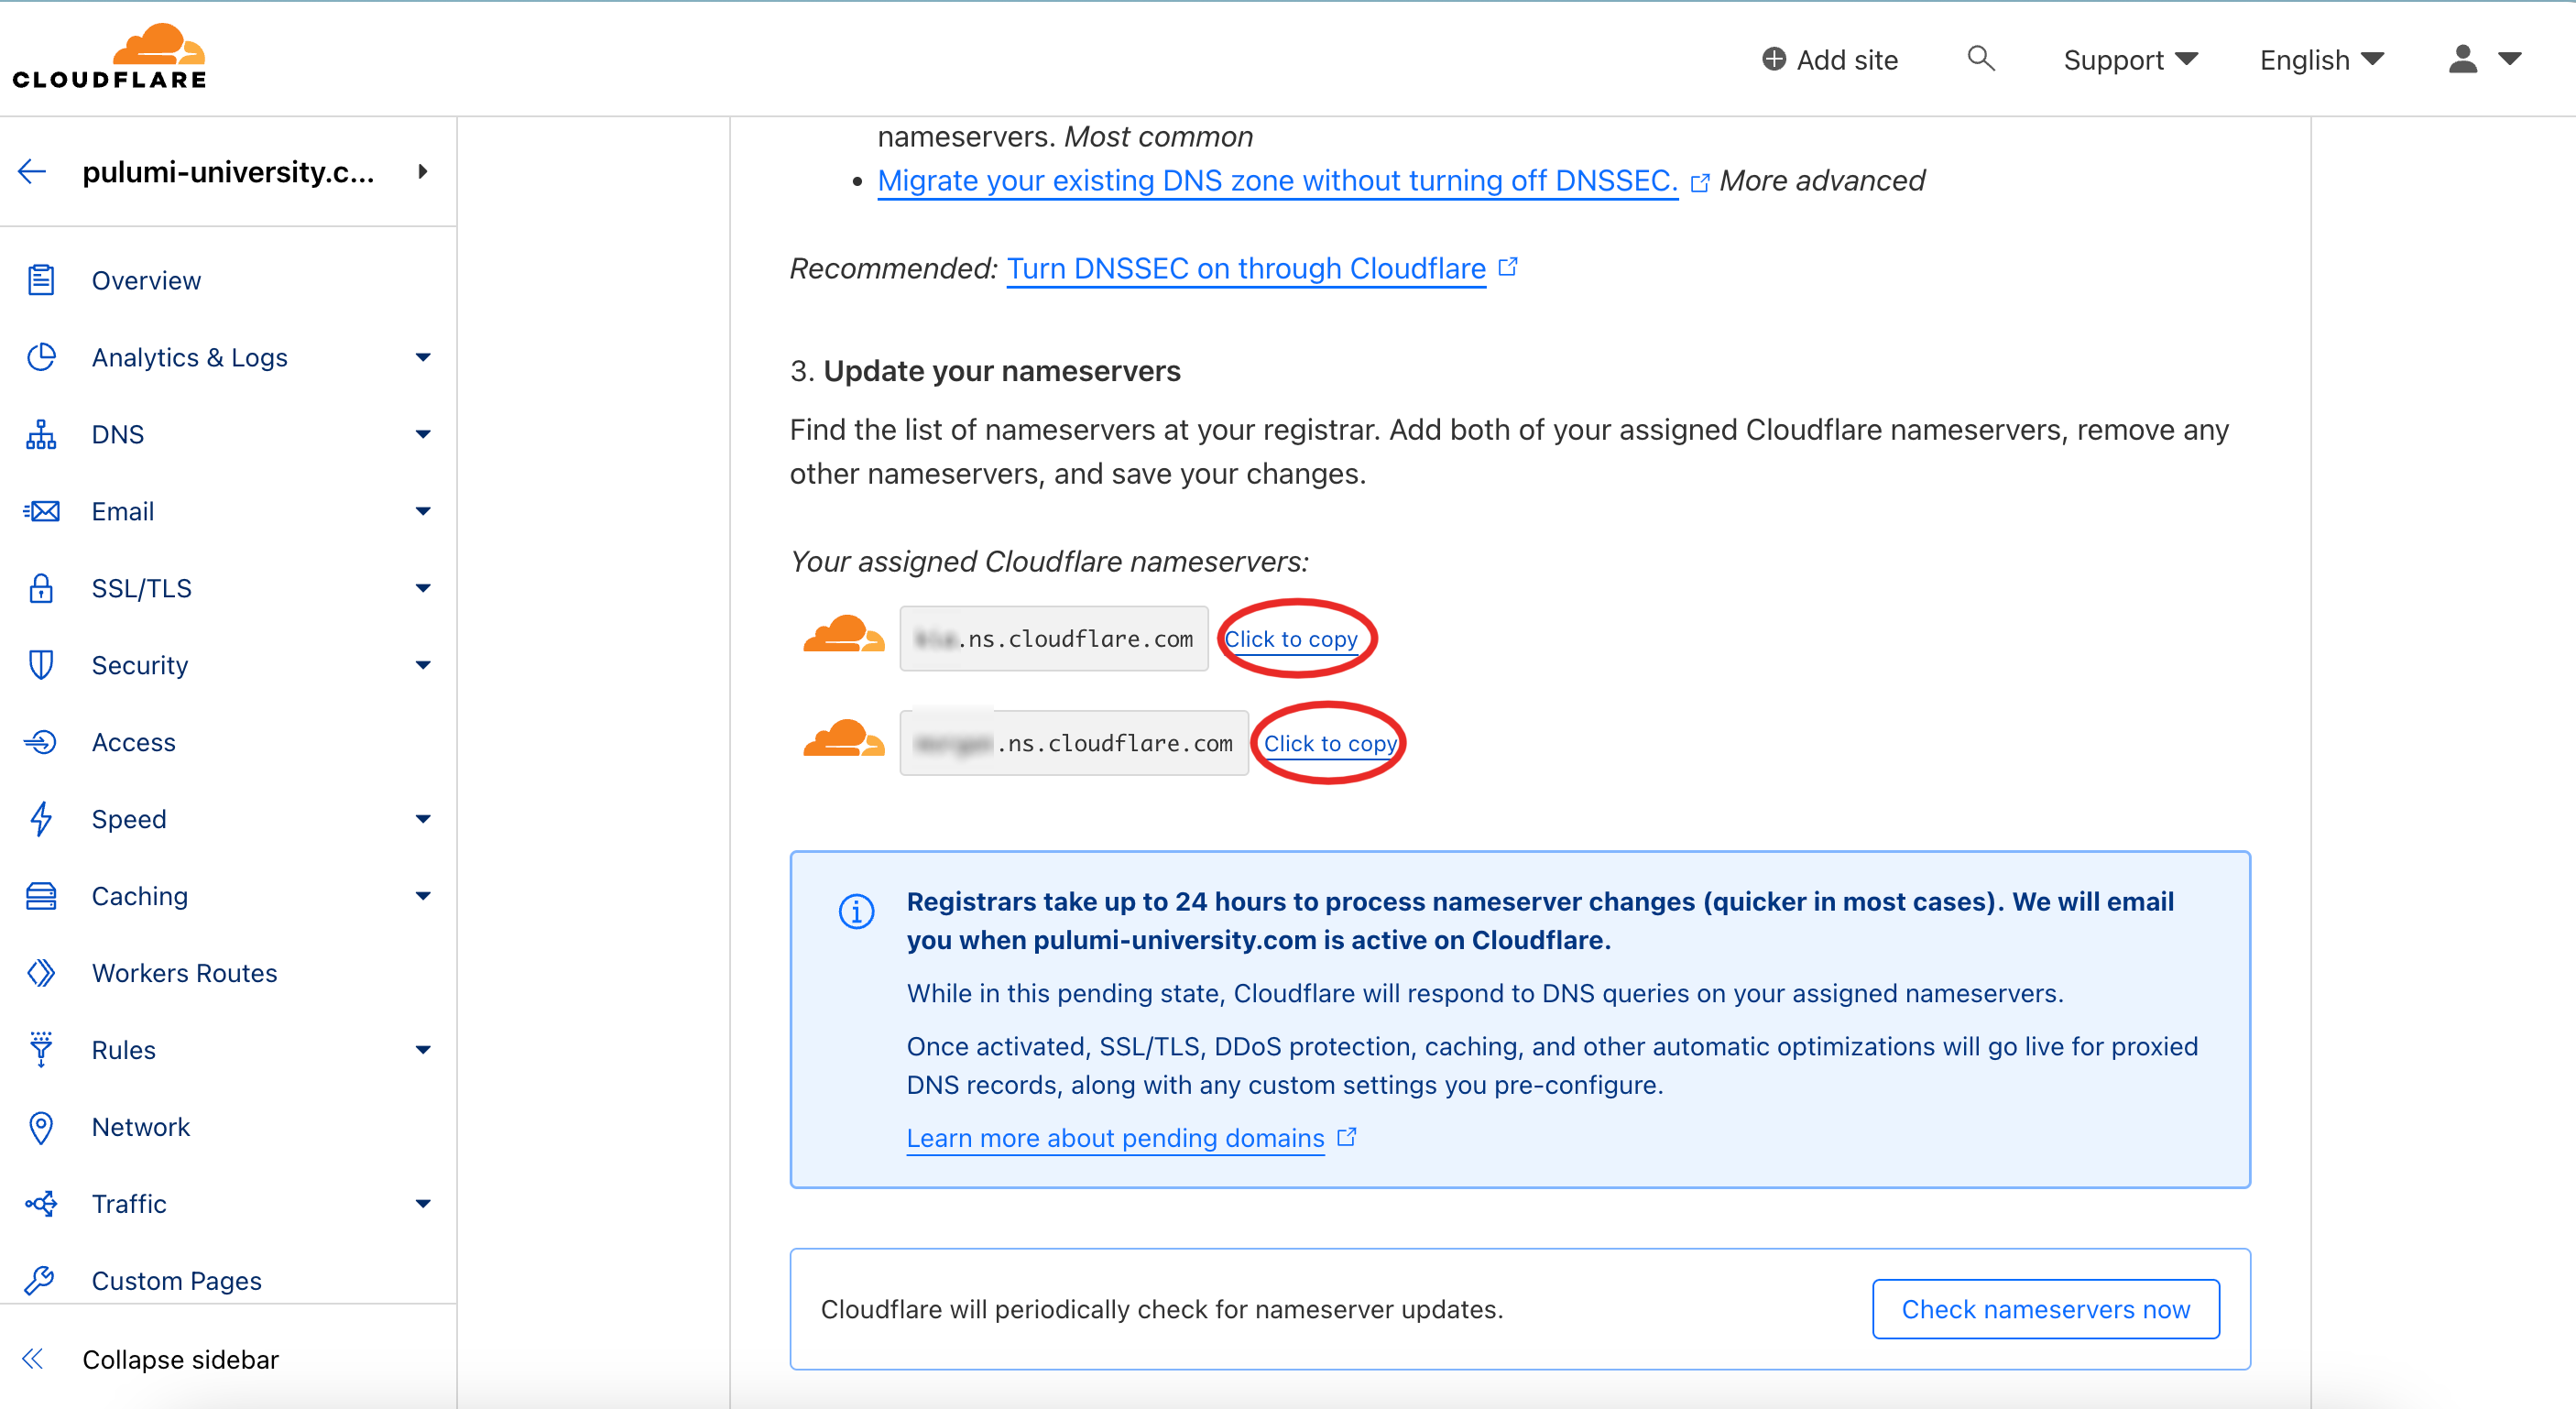 CLOUDFLARE
Add site
Support
English
pulumi-university.c...
Overview
Analytics & Logs
DNS
Email
SSL/TLS
Security
Access
Speed
Caching
Workers Routes
Rules
Network
Traffic
Custom Pages
Collapse sidebar
nameservers. Most common
• Migrate your existing DNS zone without turning off DNSSEC. More advanced
Recommended: Turn DNSSEC on through Cloudflare
3. Update your nameservers
Find the list of nameservers at your registrar. Add both of your assigned Cloudflare nameservers, remove any
other nameservers, and save your changes.
Your assigned Cloudflare nameservers:
.ns.cloudflare.com Click to copy
.ns.cloudflare.com Click to copy
Registrars take up to 24 hours to process nameserver changes (quicker in most cases). We will email
you when pulumi-university.com is active on Cloudflare.
While in this pending state, Cloudflare will respond to DNS queries on your assigned nameservers.
Once activated, SSL/TLS, DDoS protection, caching, and other automatic optimizations will go live for proxied
DNS records, along with any custom settings you pre-configure.
Learn more about pending domains
Cloudflare will periodically check for nameserver updates.
Check nameservers now